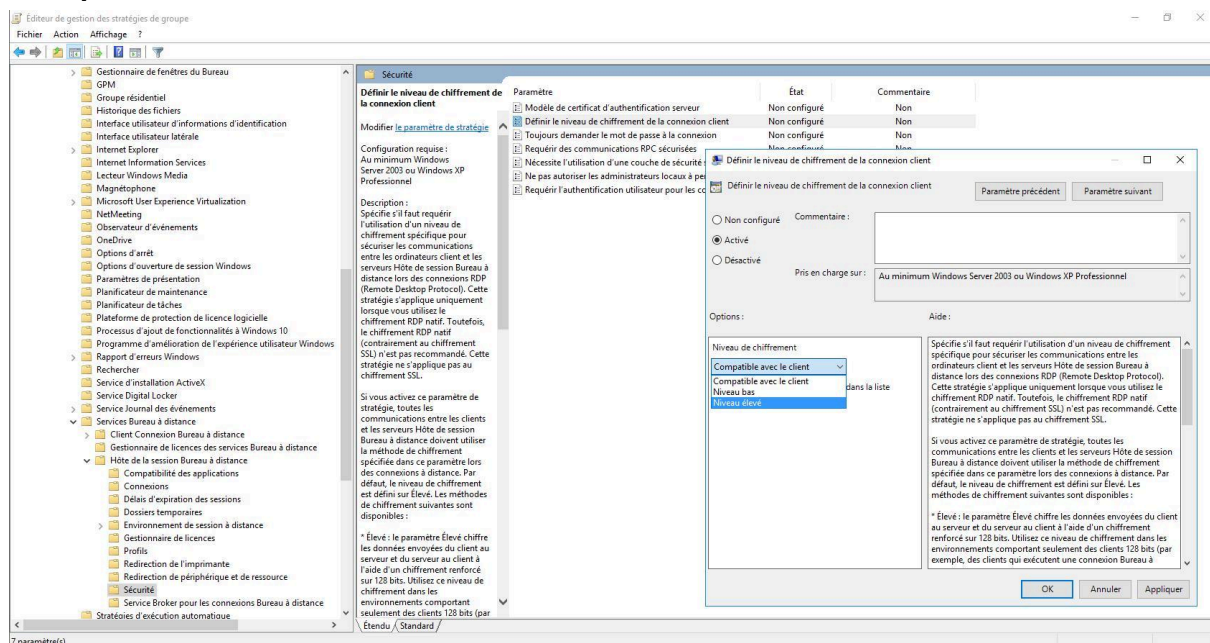 Éditeur de gestion des stratégies de groupe
Fichier Action Affichage ?
Gestionnaire de fenêtres du Bureau
GPM
Groupe résidentiel
Historique des fichiers
Interface utilisateur d'informations d'identification
Interface utilisateur latérale
Internet Explorer
Internet Information Services
Lecteur Windows Media
Magnétophone
Microsoft User Experience Virtualization
NetMeeting
Observateur d'événements
OneDrive
Options d'arrêt
Options d'ouverture de session Windows
Paramètres de présentation
Planificateur de maintenance
Planificateur de tâches
Plateforme de protection de licence logicielle
Processus d'ajout de fonctionnalités à Windows 10
Programme d'amélioration de l'expérience utilisateur Windows
Rapport d'erreurs Windows
Rechercher
Service d'installation ActiveX
Service Digital Locker
Service Journal des événements
Services Bureau à distance
Client Connexion Bureau à distance
Gestionnaire de licences des services Bureau à distance
Hôte de la session Bureau à distance
Compatibilité des applications
Connexions
Délais d'expiration des sessions
Dossiers temporaires
Environnement de session à distance
Gestionnaire de licences
Profils
Redirection de l'imprimante
Redirection de périphérique et de ressource
Sécurité
Service Broker pour les connexions Bureau à distance
Stratégies d'exécution automatique
7 paramètre(s)
Sécurité
Définir le niveau de chiffrement de
la connexion client
Modifier le paramètre de stratégie
Configuration requise :
Au minimum Windows
Server 2003 ou Windows XP
Professionnel
Description :
Spécifie s'il faut requérir
l'utilisation d'un niveau de
chiffrement spécifique pour
sécuriser les communications
entre les ordinateurs client et les
serveurs Hôte de session Bureau à
distance lors des connexions RDP
(Remote Desktop Protocol). Cette
stratégie s'applique uniquement
lorsque vous utilisez le
chiffrement RDP natif. Toutefois,
le chiffrement RDP natif
(contrairement au chiffrement
SSL) n'est pas recommandé. Cette
stratégie ne s'applique pas au
chiffrement SSL.
Si vous activez ce paramètre de
stratégie, toutes les
communications entre les clients
et les serveurs Hôte de session
Bureau à distance doivent utiliser
la méthode de chiffrement
spécifiée dans ce paramètre lors
des connexions à distance. Par
défaut, le niveau de chiffrement
est défini sur Élevé. Les méthodes
de chiffrement suivantes sont
disponibles :
* Élevé : le paramètre Élevé chiffre
les données envoyées du client au
serveur et du serveur au client à
l'aide d'un chiffrement renforcé
sur 128 bits. Utilisez ce niveau de
chiffrement dans les
environnements comportant
seulement des clients 128 bits (par
Étendu Standard
Paramètre État Commentaire
Modèle de certificat d'authentification serveur Non configuré Non
Définir le niveau de chiffrement de la connexion client Non configuré Non
Toujours demander le mot de passe à la connexion Non configuré Non
Requérir des communications RPC sécurisées Non configuré Non
Nécessite l'utilisation d'une couche de sécurité
Ne pas autoriser les administrateurs locaux à
Requérir l'authentification utilisateur pour les
Définir le niveau de chiffrement de la connexion client
Définir le niveau de chiffrement de la connexion client
Paramètre précédent Paramètre suivant
Non configuré Commentaire :
Activé
Désactivé
Pris en charge sur : Au minimum Windows Server 2003 ou Windows XP Professionnel
Options : Aide :
Niveau de chiffrement
Compatible avec le client
Compatible avec le client
Niveau bas dans la liste
Niveau élevé
Spécifie s'il faut requérir l'utilisation d'un niveau de chiffrement
spécifique pour sécuriser les communications entre les
ordinateurs client et les serveurs Hôte de session Bureau à
distance lors des connexions RDP (Remote Desktop Protocol).
Cette stratégie s'applique uniquement lorsque vous utilisez le
chiffrement RDP natif. Toutefois, le chiffrement RDP natif
(contrairement au chiffrement SSL) n'est pas recommandé. Cette
stratégie ne s'applique pas au chiffrement SSL.
Si vous activez ce paramètre de stratégie, toutes les
communications entre les clients et les serveurs Hôte de session
Bureau à distance doivent utiliser la méthode de chiffrement
spécifiée dans ce paramètre lors des connexions à distance. Par
défaut, le niveau de chiffrement est défini sur Élevé. Les
méthodes de chiffrement suivantes sont disponibles :
* Élevé : le paramètre Élevé chiffre les données envoyées du client
au serveur et du serveur au client à l'aide d'un chiffrement
renforcé sur 128 bits. Utilisez ce niveau de chiffrement dans les
environnements comportant seulement des clients 128 bits (par
exemple, des clients qui exécutent une connexion Bureau à
OK Annuler Appliquer